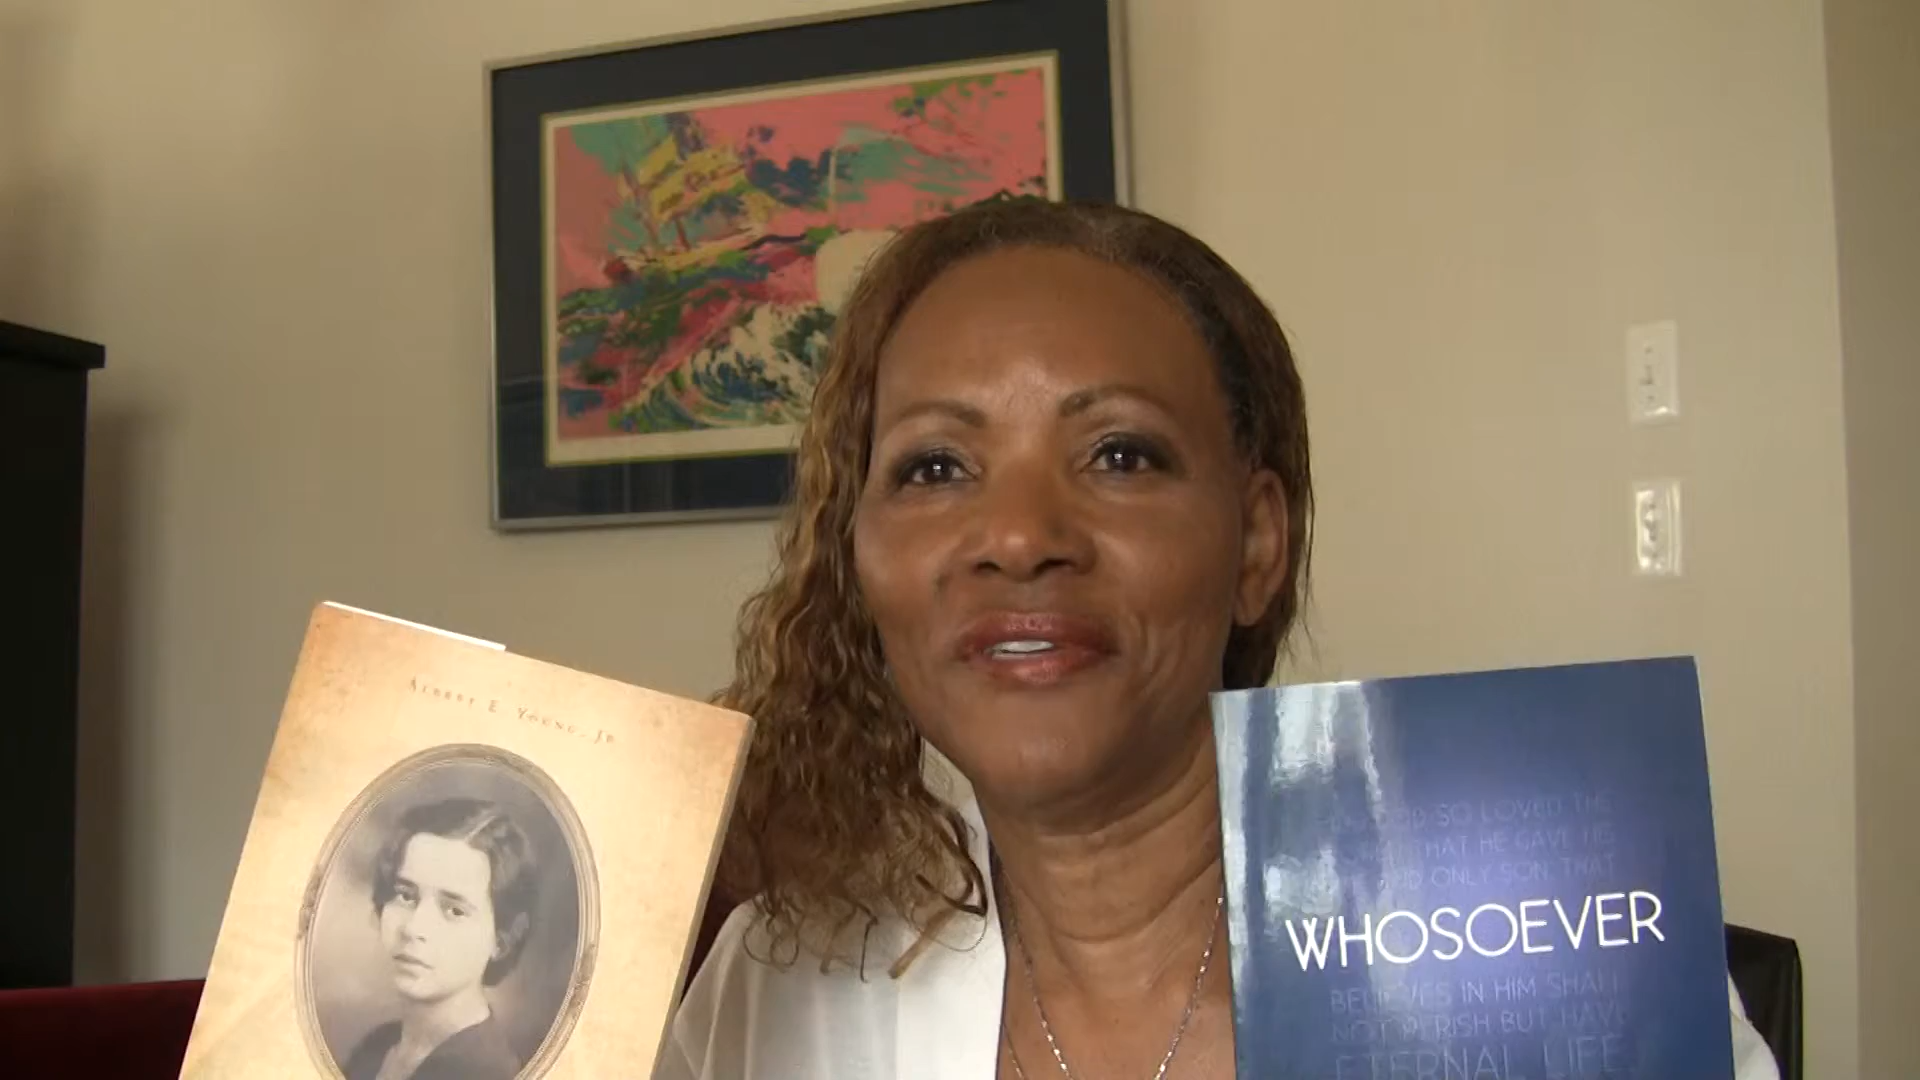 ALBERT E. YOUNG, JR
SO LOVED THE
THAT HE GAVE HIS
AND ONLY SON, THAT
WHOSOEVER
BELIEVES IN HIM SHALL
NOT PERISH BUT HAVE
ETERNAL LIFE